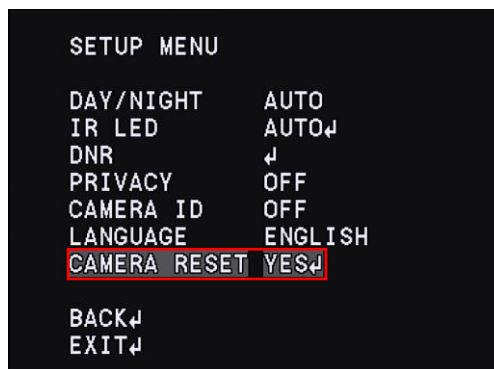 SETUP MENU
DAY/NIGHT AUTO
IR LED AUTO↲
DNR ↲
PRIVACY OFF
CAMERA ID OFF
LANGUAGE ENGLISH
CAMERA RESET YES↲
BACK↲
EXIT↲